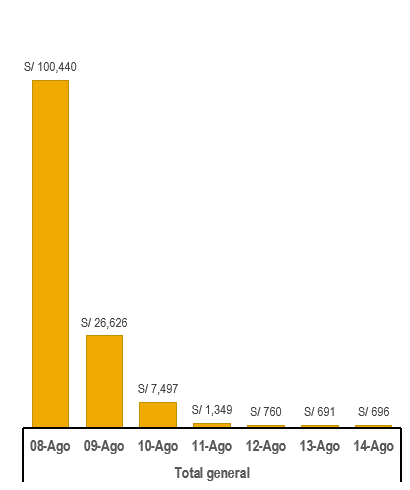 S/ 100,440
S/ 26,626
S/ 7,497
S/ 1,349
S/ 760
S/ 691
S/ 696
08-Ago 09-Ago 10-Ago 11-Ago 12-Ago 13-Ago 14-Ago
Total general